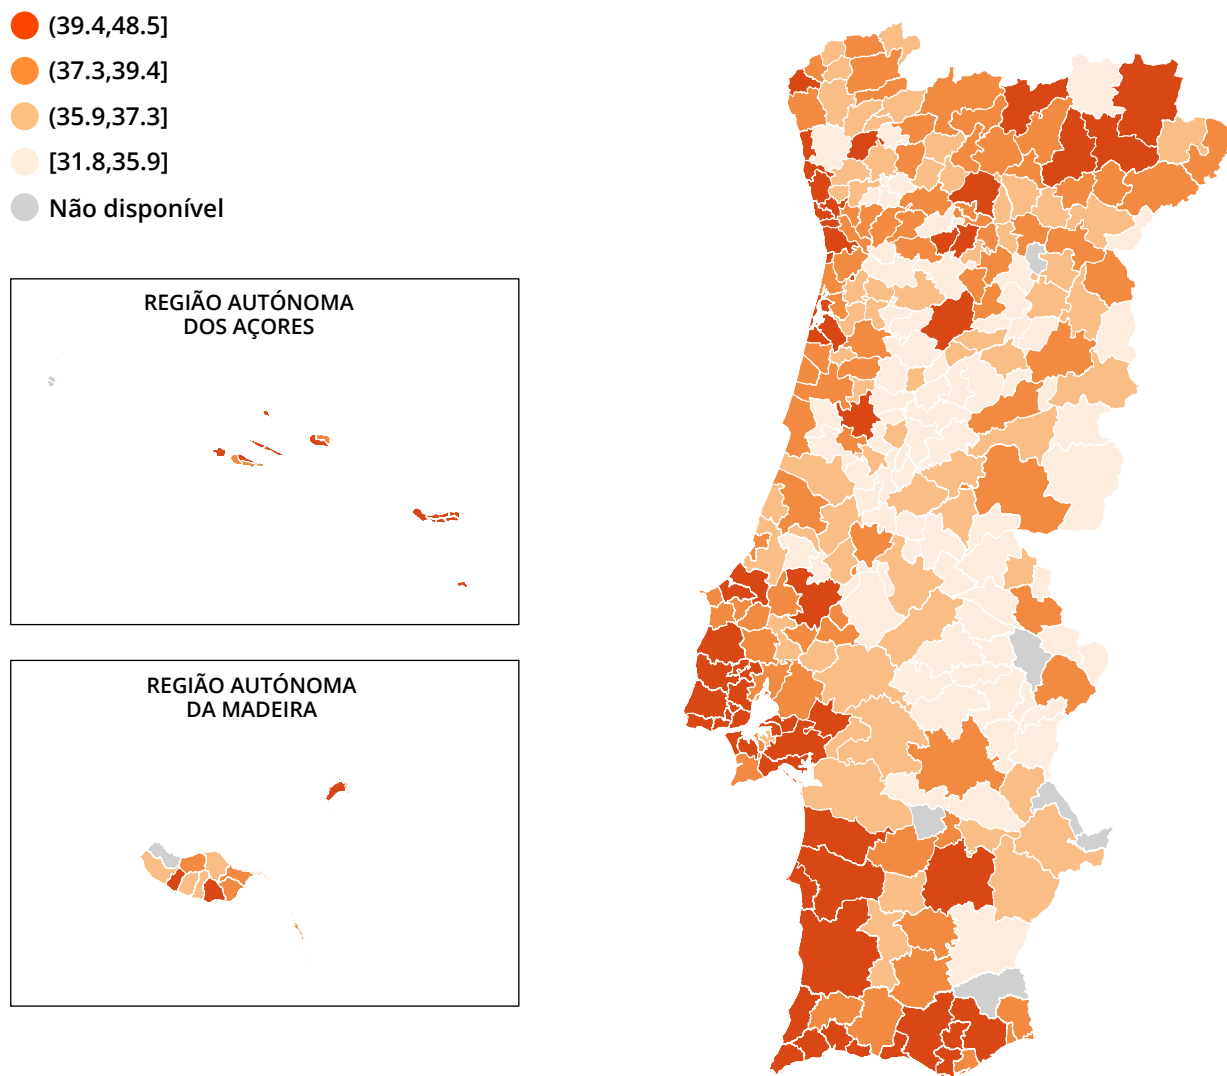 (39.4,48.5]
(37.3,39.4]
(35.9,37.3]
[31.8,35.9]
Não disponível
REGIÃO AUTÓNOMA
DOS AÇORES
REGIÃO AUTÓNOMA
DA MADEIRA